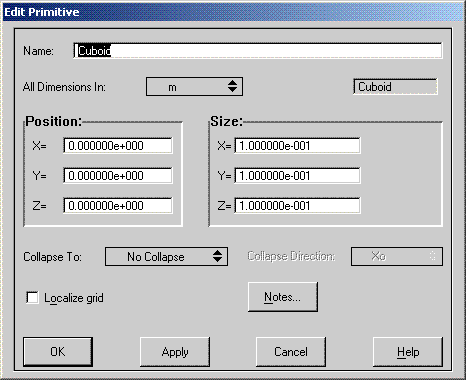 Edit Primitive
Name: Cuboid
All Dimensions In: m Cuboid
Position: Size:
X= 0.000000e+000 X= 1.000000e-001
Y= 0.000000e+000 Y= 1.000000e-001
Z= 0.000000e+000 Z= 1.000000e-001
Collapse To: No Collapse Collapse Direction: Xo
Localize grid Notes...
OK Apply Cancel Help